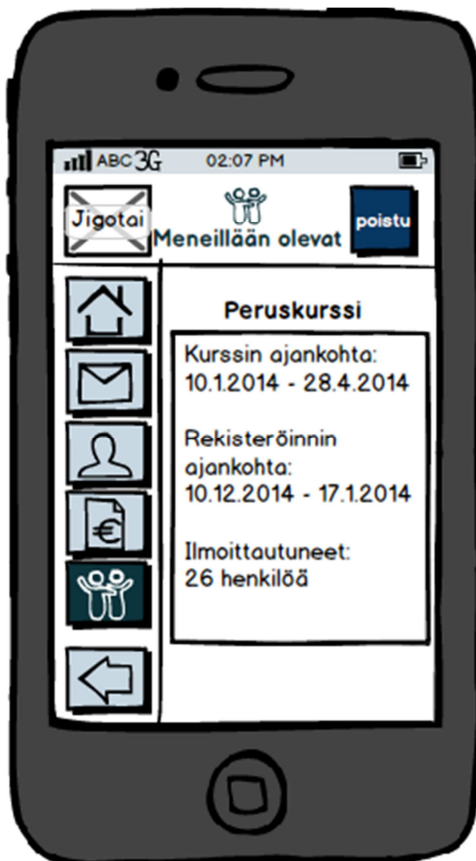 ABC 3G 02:07 PM
Jigotai
Meneillään olevat
poistu
Peruskurssi
Kurssin ajankohta:
10.1.2014 - 28.4.2014
Rekisteröinnin
ajankohta:
10.12.2014 - 17.1.2014
Ilmoittautuneet:
26 henkilöä
€